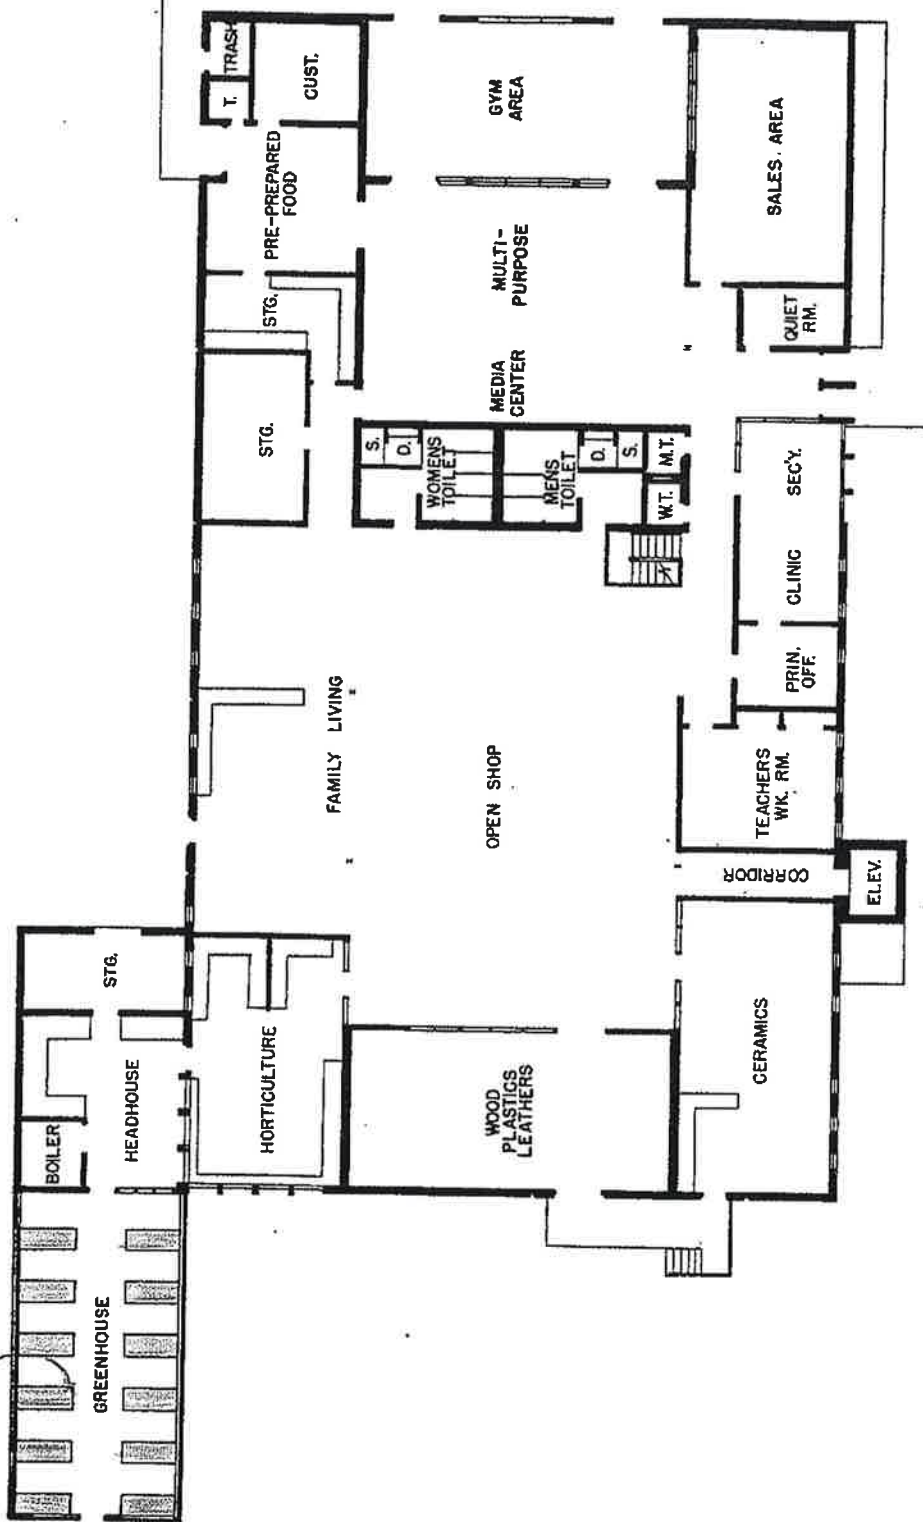 TRASH
T.
CUST.
PRE-PREPARED
FOOD
STG.
STG.
GYM
AREA
SALES AREA
MULTI-
PURPOSE
MEDIA
CENTER
QUIET
RM.
S.
D.
WOMENS
TOILET
MENS
TOILET
D.
S.
M.T.
W.T.
SEC'Y.
CLINIC
PRIN.
OFF.
TEACHERS
WK. RM.
FAMILY LIVING
OPEN SHOP
CORRIDOR
ELEV.
CERAMICS
WOOD
PLASTICS
LEATHERS
HORTICULTURE
STG.
HEADHOUSE
BOILER
GREENHOUSE